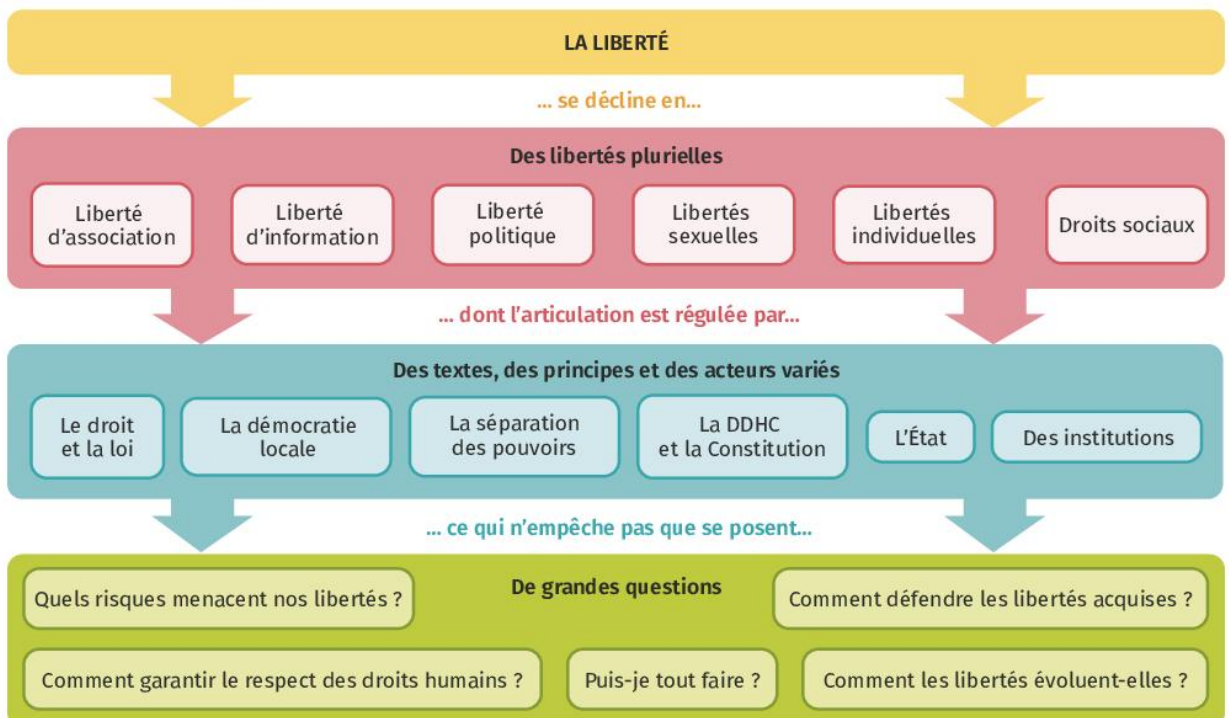 LA LIBERTÉ
... se décline en...
Des libertés plurielles
Liberté
d'association
Liberté
d'information
Liberté
politique
Libertés
sexuelles
Libertés
individuelles
Droits sociaux
... dont l'articulation est régulée par...
Des textes, des principes et des acteurs variés
Le droit
et la loi
La démocratie
locale
La séparation
des pouvoirs
La DDHC
et la Constitution
L'État
Des institutions
... ce qui n'empêche pas que se posent...
De grandes questions
Quels risques menacent nos libertés ?
Comment défendre les libertés acquises ?
Comment garantir le respect des droits humains ?
Puis-je tout faire ?
Comment les libertés évoluent-elles ?